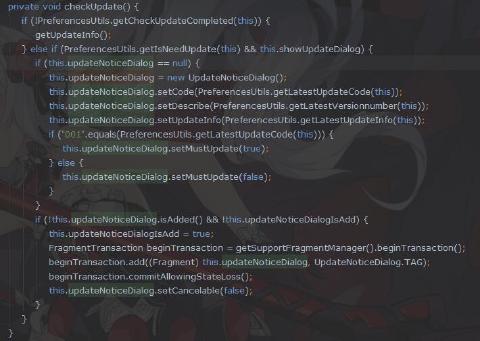 private void checkUpdate() {
if (!PreferencesUtils.getCheckUpdateCompleted(this)) {
getUpdateInfo();
} else if (PreferencesUtils.getIsNeedUpdate(this) && this.showUpdateDialog) {
if (this.updateNoticeDialog == null) {
this.updateNoticeDialog = new UpdateNoticeDialog();
this.updateNoticeDialog.setCode(PreferencesUtils.getLatestUpdateCode(this));
this.updateNoticeDialog.setDescribe(PreferencesUtils.getLatestVersionnumber(this));
this.updateNoticeDialog.setUpdateInfo(PreferencesUtils.getLatestUpdateInfo(this));
if ("001".equals(PreferencesUtils.getLatestUpdateCode(this))) {
this.updateNoticeDialog.setMustUpdate(true);
} else {
this.updateNoticeDialog.setMustUpdate(false);
}
}
if (!this.updateNoticeDialog.isAdded() && !this.updateNoticeDialogIsAdd) {
this.updateNoticeDialogIsAdd = true;
FragmentTransaction beginTransaction = getSupportFragmentManager().beginTransaction();
beginTransaction.add((Fragment) this.updateNoticeDialog, UpdateNoticeDialog.TAG);
beginTransaction.commitAllowingStateLoss();
this.updateNoticeDialog.setCancelable(false);
}
}
}